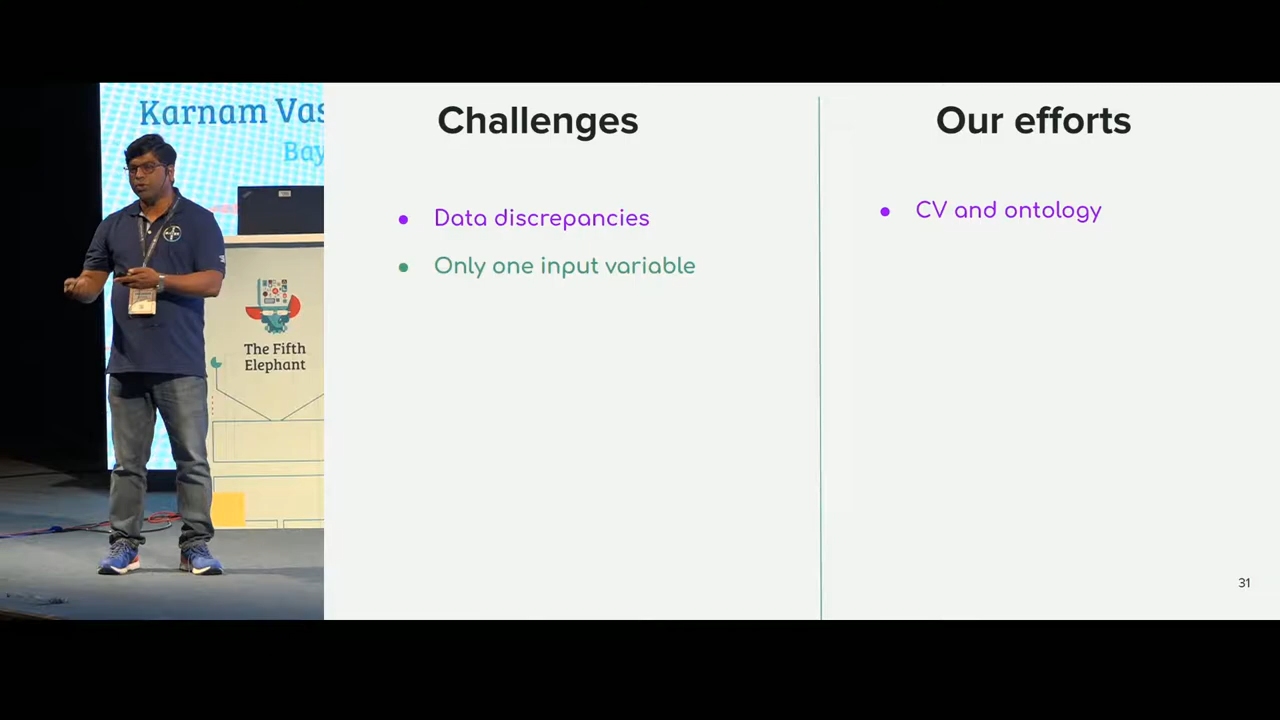 Karnam Vas
Bay
The Fifth
Elephant
Challenges
Data discrepancies
Only one input variable
Our efforts
CV and ontology
31